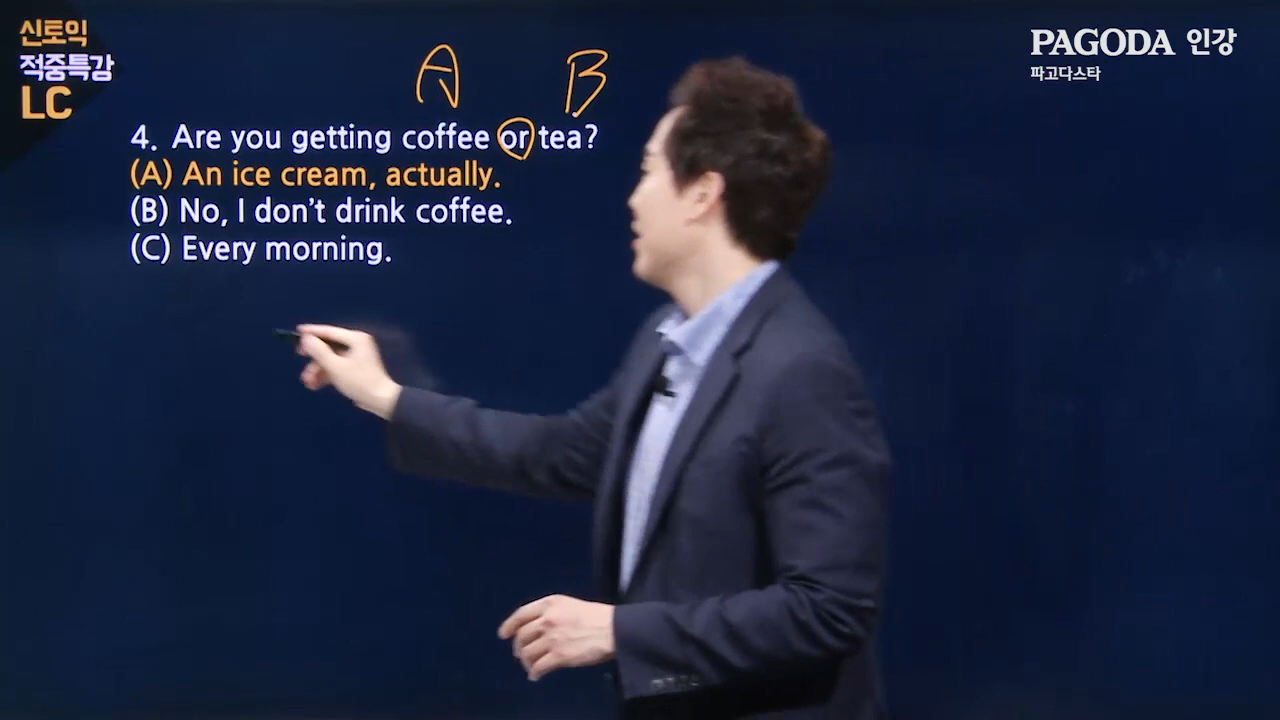 신토익
적중특강
LC
PAGODA 인강
파고다스타
A B
4. Are you getting coffee or tea?
(A) An ice cream, actually.
(B) No, I don't drink coffee.
(C) Every morning.